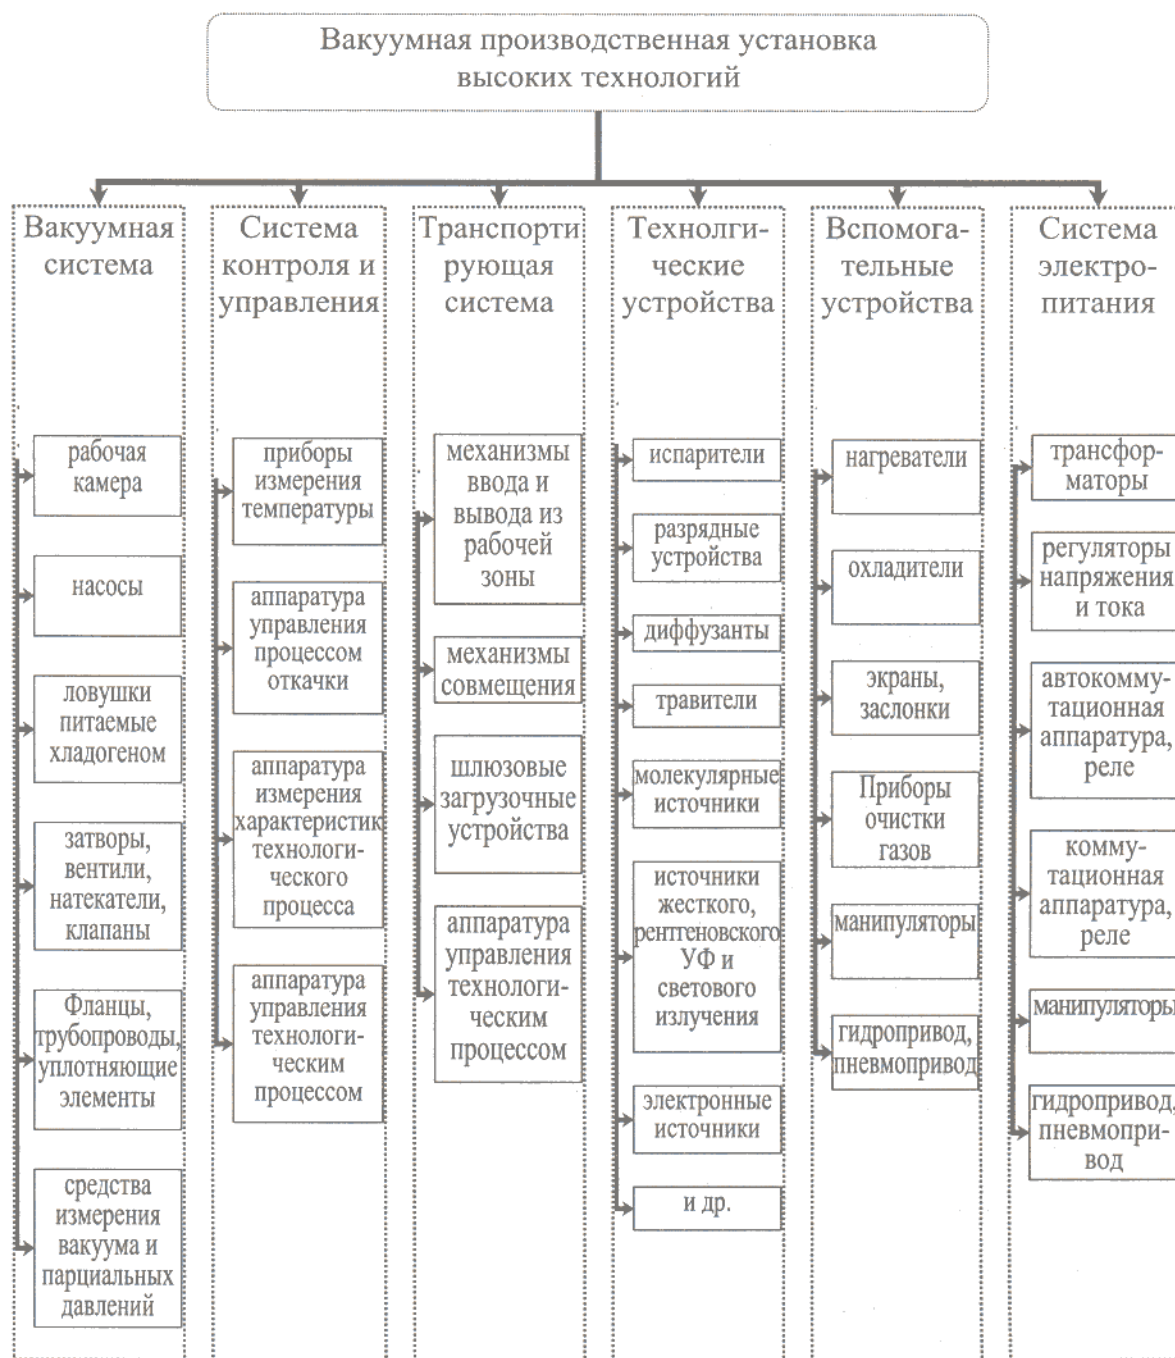 Вакуумная производственная установка
высоких технологий
Вакуумная
система
рабочая
камера
насосы
ловушки
питаемые
хладогеном
затворы,
вентили,
натекатели,
клапаны
Фланцы,
трубопроводы,
уплотняющие
элементы
средства
измерения
вакуума и
парциальных
давлений
Система
контроля и
управления
приборы
измерения
температуры
аппаратура
управления
процессом
откачки
аппаратура
измерения
характеристик
технологи-
ческого
процесса
аппаратура
управления
технологи-
ческим
процессом
Транспорти
рующая
система
механизмы
ввода и
вывода из
рабочей
зоны
механизмы
совмещения
шлюзовые
загрузочные
устройства
аппаратура
управления
технологи-
ческим
процессом
Технолги-
ческие
устройства
испарители
разрядные
устройства
диффузанты
травители
молекулярные
источники
источники
жесткого,
рентгеновского
УФ и
светового
излучения
электронные
источники
и др.
Вспомога-
тельные
устройства
нагреватели
охладители
экраны,
заслонки
Приборы
очистки
газов
манипуляторы
гидропривод,
пневмопривод
Система
электро-
питания
трансфор-
маторы
регуляторы
напряжения
и тока
автокомму-
тационная
аппаратура,
реле
комму-
тационная
аппаратура,
реле
манипуляторы
гидропривод,
пневмопри-
вод